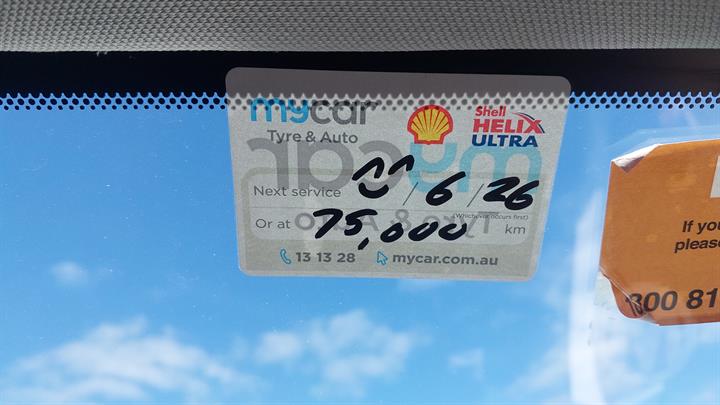 mycar
Tyre & Auto
Shell
HELIX
ULTRA
Next service / 6 / 26
(Whichever occurs first)
Or at 75,000 km
13 13 28 mycar.com.au
If you
please
300 81